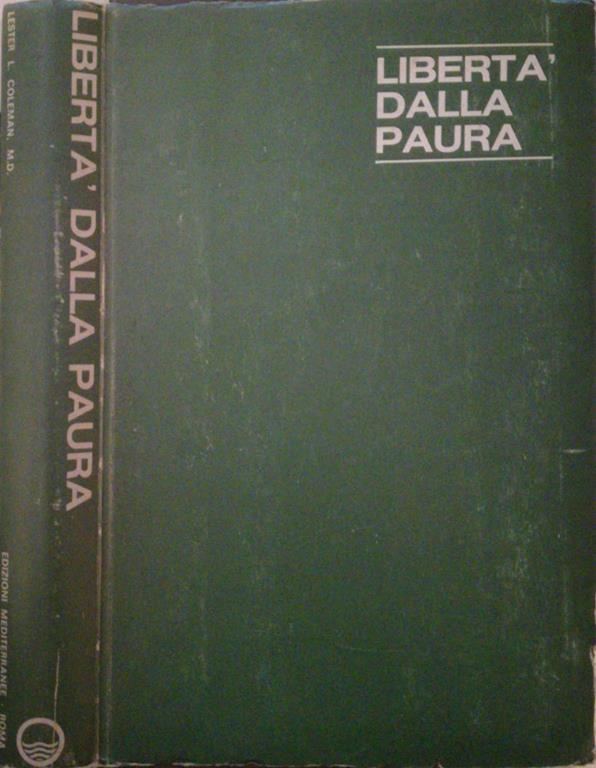 LESTER L. COLEMAN, M.D.
LIBERTA' DALLA PAURA
EDIZIONI MEDITERRANEE - ROMA
LIBERTA'
DALLA
PAURA